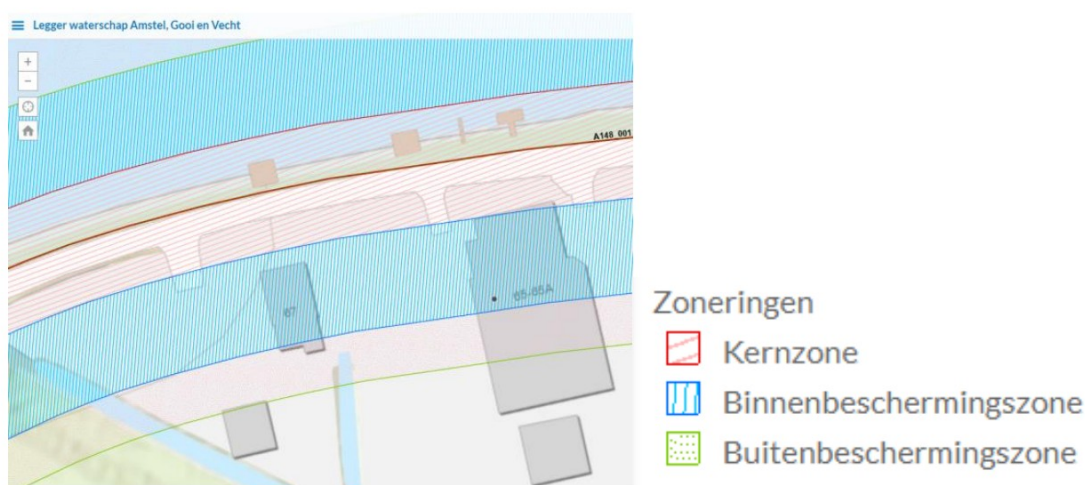 Legger waterschap Amstel, Gooi en Vecht
A148_001
67
65-65A
Zoneringen
Kernzone
Binnenbeschermingszone
Buitenbeschermingszone